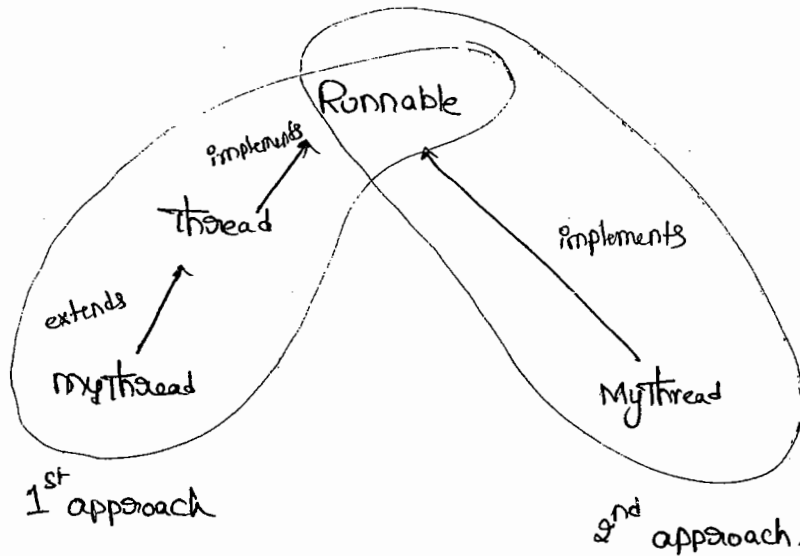 Runnable
implements
Thread
implements
extends
MyThread
MyThread
1st approach
2nd approach.